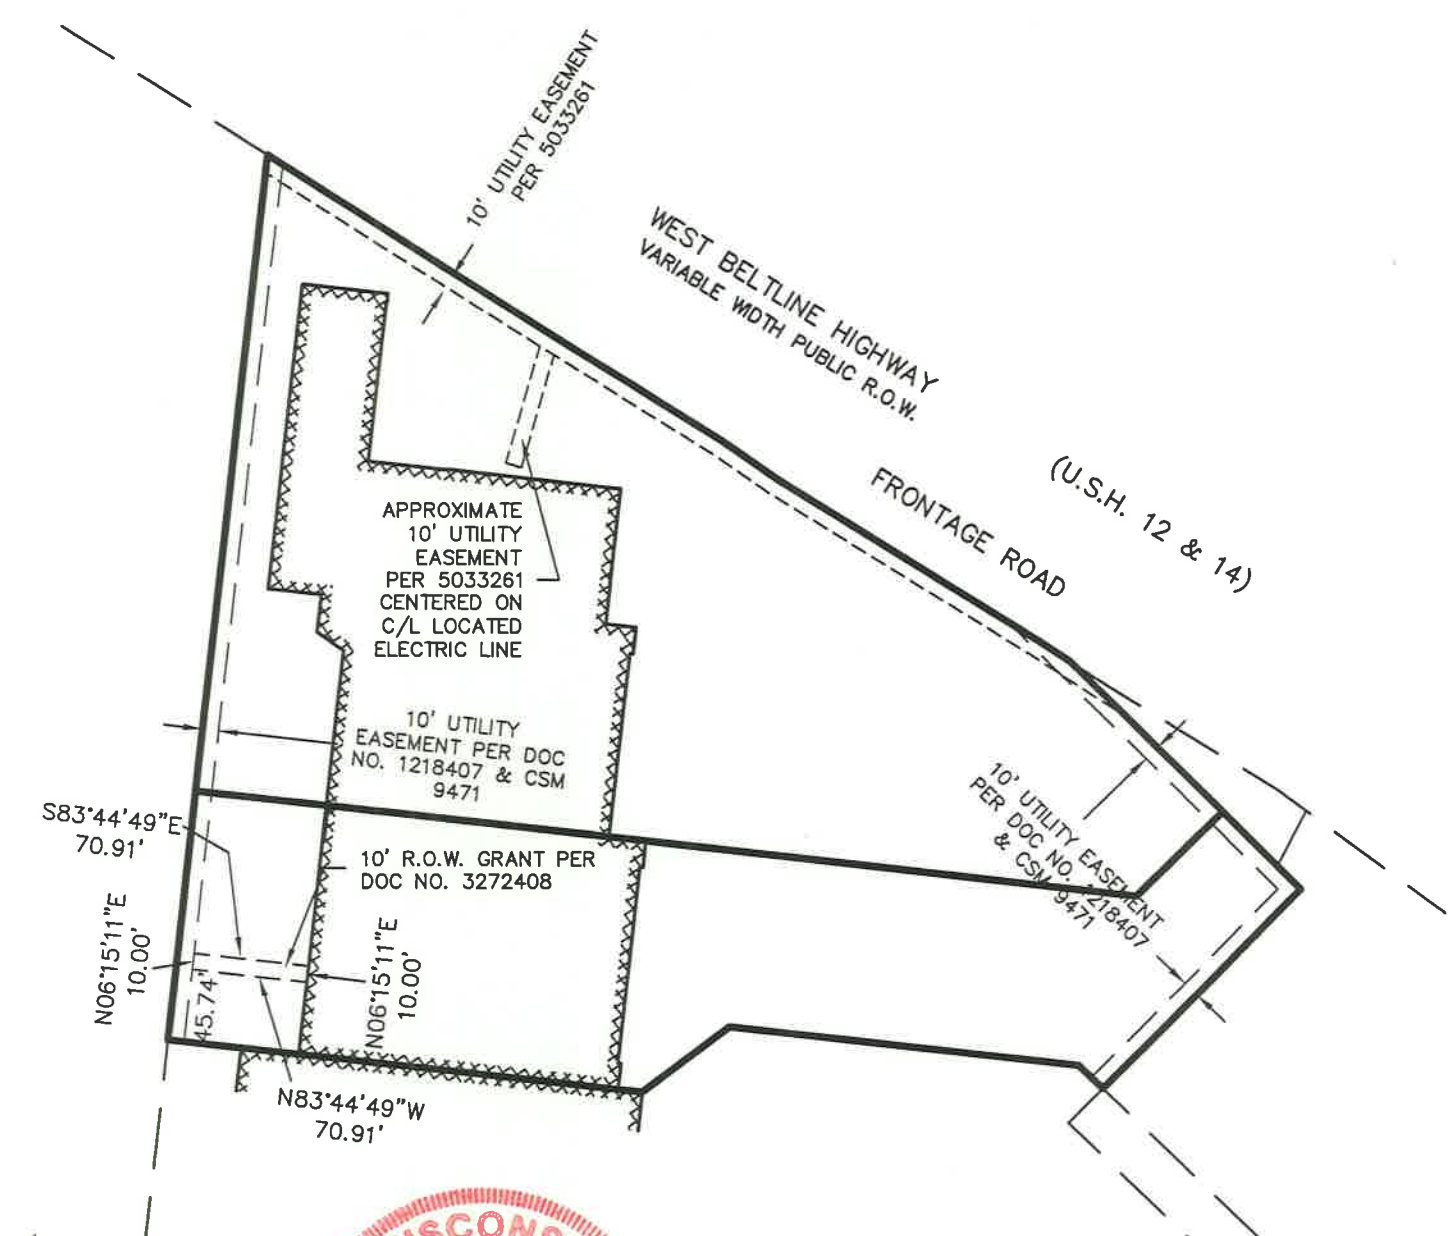 10' UTILITY EASEMENT
PER 5033261
WEST BELTLINE HIGHWAY
VARIABLE WIDTH PUBLIC R.O.W.
(U.S.H. 12 & 14)
FRONTAGE ROAD
APPROXIMATE
10' UTILITY
EASEMENT
PER 5033261
CENTERED ON
C/L LOCATED
ELECTRIC LINE
10' UTILITY
EASEMENT PER DOC
NO. 1218407 & CSM
9471
10' UTILITY EASEMENT
PER DOC NO. 1218407
& CSM 9471
S83°44'49"E
70.91'
10' R.O.W. GRANT PER
DOC NO. 3272408
N06°15'11"E
10.00'
45.74'
N06°15'11"E
10.00'
N83°44'49"W
70.91'